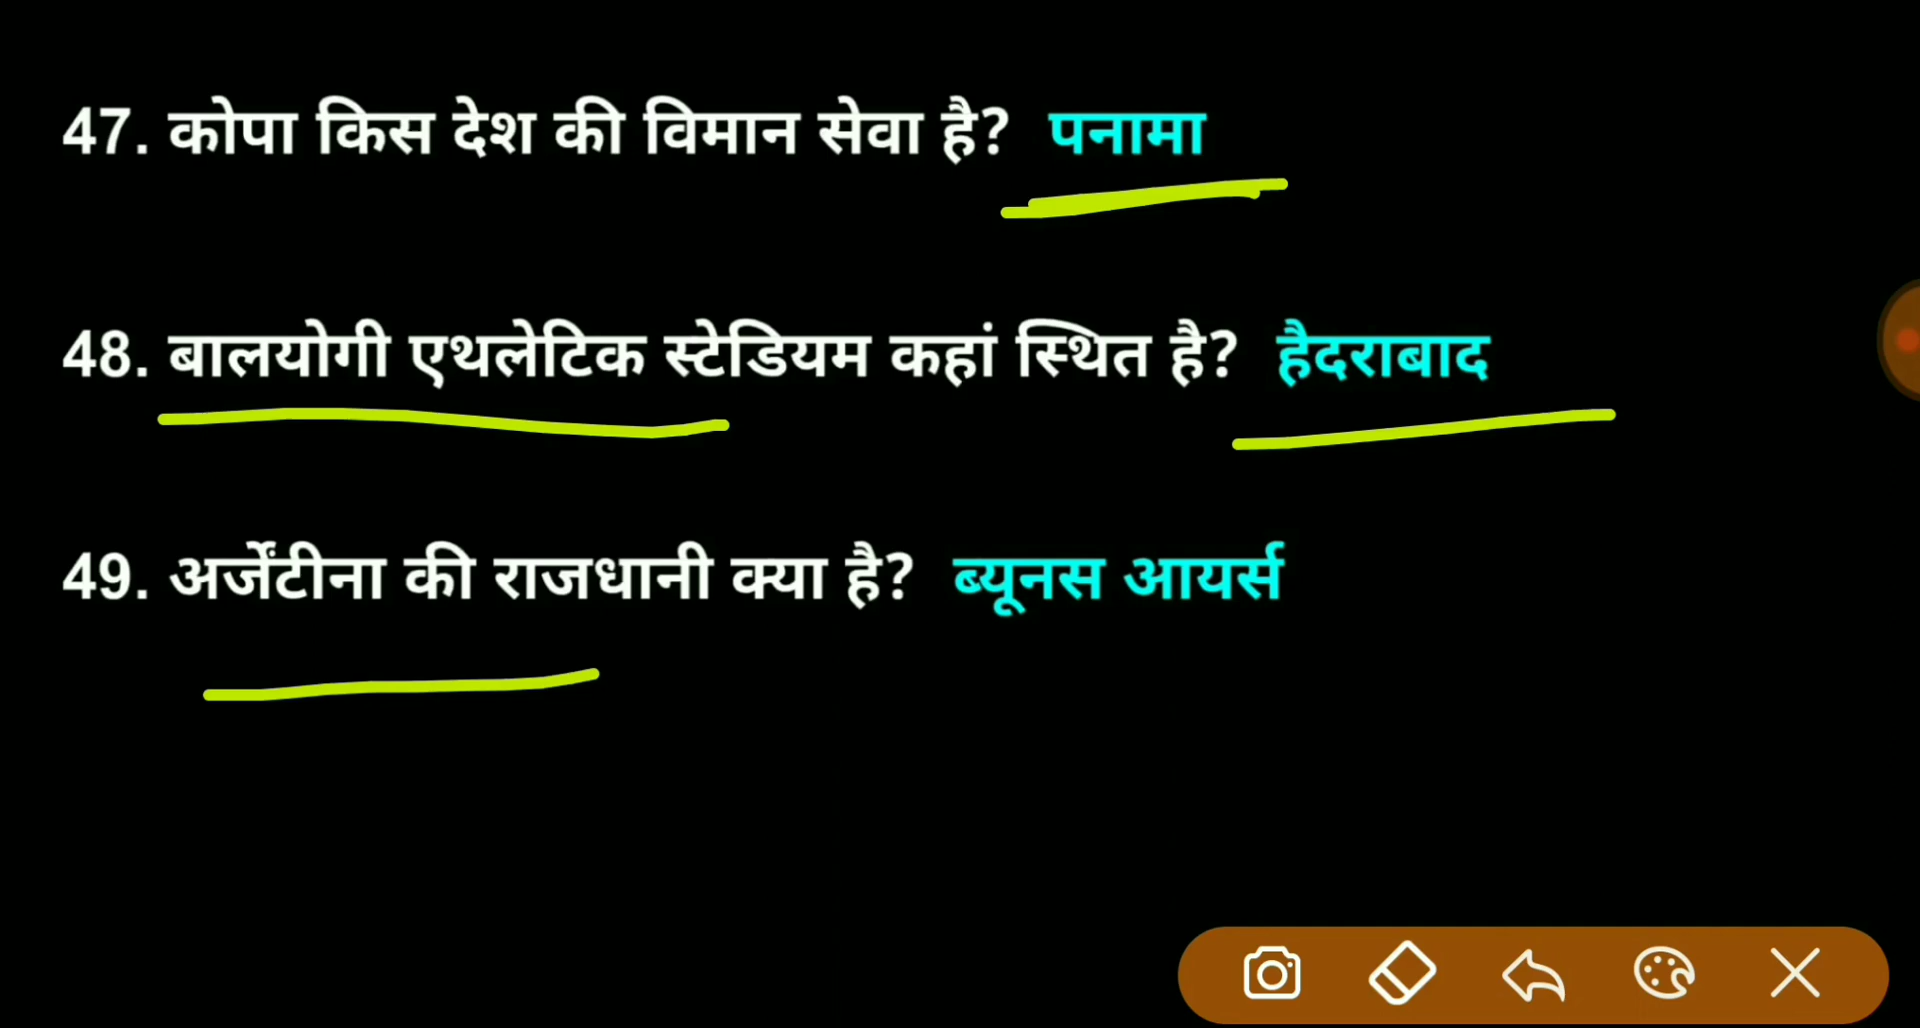 47. कोपा किस देश की विमान सेवा है? पनामा
48. बालयोगी एथलेटिक स्टेडियम कहां स्थित है? हैदराबाद
49. अर्जेंटीना की राजधानी क्या है? ब्यूनस आयर्स